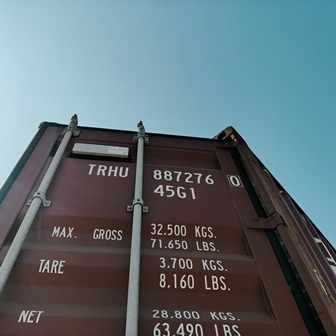 TRHU 887276 0
45G1
MAX. GROSS 32.500 KGS.
71.650 LBS.
TARE 3.700 KGS.
8.160 LBS.
NET 28.800 KGS.
63.490 LBS.